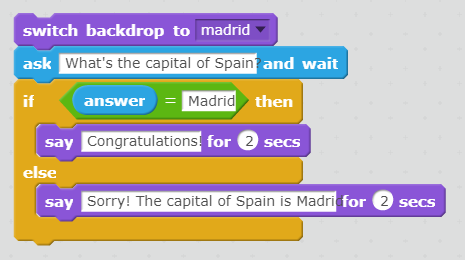 switch backdrop to madrid
ask What's the capital of Spain? and wait
if answer = Madrid then
say Congratulations! for 2 secs
else
say Sorry! The capital of Spain is Madrid for 2 secs